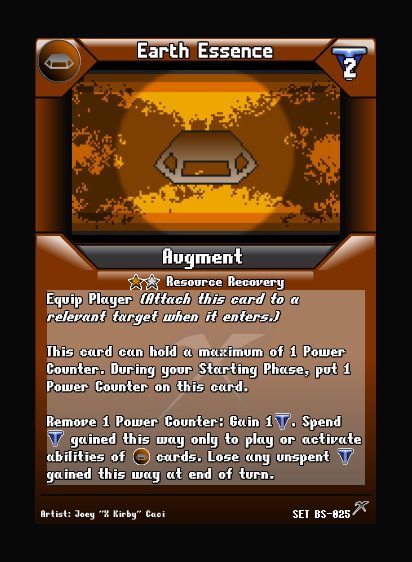 Earth Essence
2
Augment
Resource Recovery
Equip Player (Attach this card to a
relevant target when it enters.)
This card can hold a maximum of 1 Power
Counter. During your Starting Phase, put 1
Power Counter on this card.
Remove 1 Power Counter: Gain 1. Spend
gained this way only to play or activate
abilities of cards. Lose any unspent
gained this way at end of turn.
Artist: Joey "X Kirby" Caci
SET BS-025